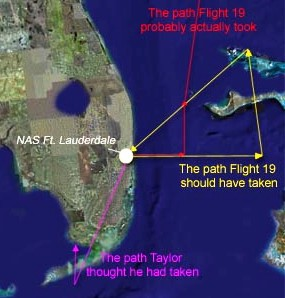 The path Flight 19
probably actually took
NAS Ft. Lauderdale
The path Flight 19
should have taken
The path Taylor
thought he had taken